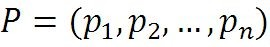 P = (p₁, p₂, ..., pₙ)